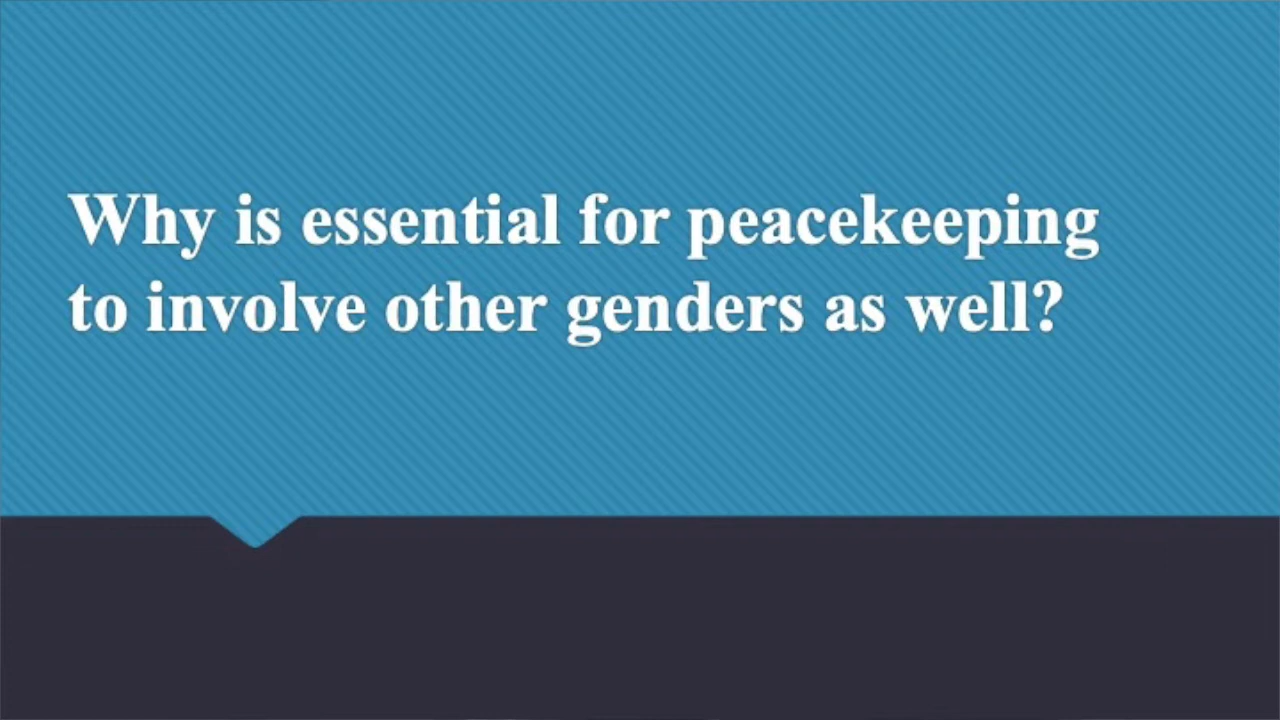 Why is essential for peacekeeping
to involve other genders as well?